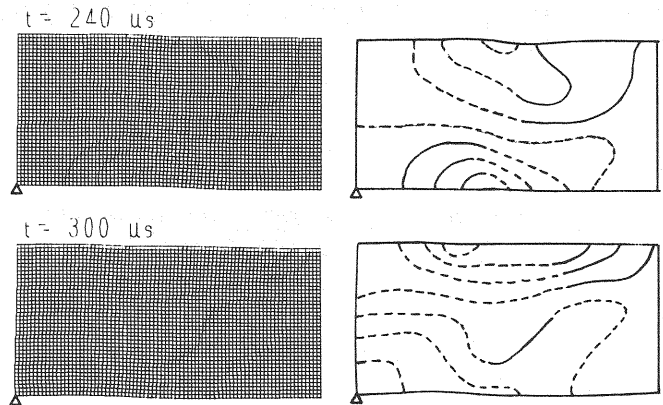 t = 240 us
t = 300 us